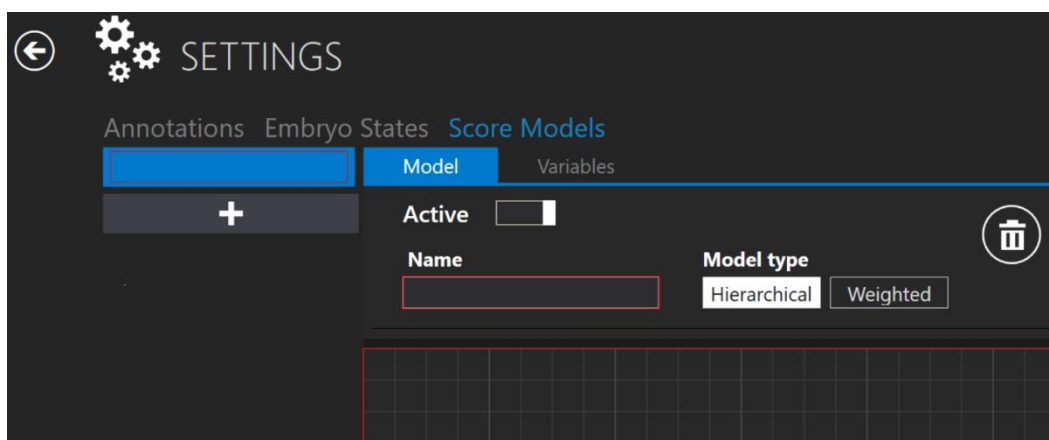 SETTINGS
Annotations Embryo States Score Models
Model Variables
Active
Name Model type
Hierarchical Weighted